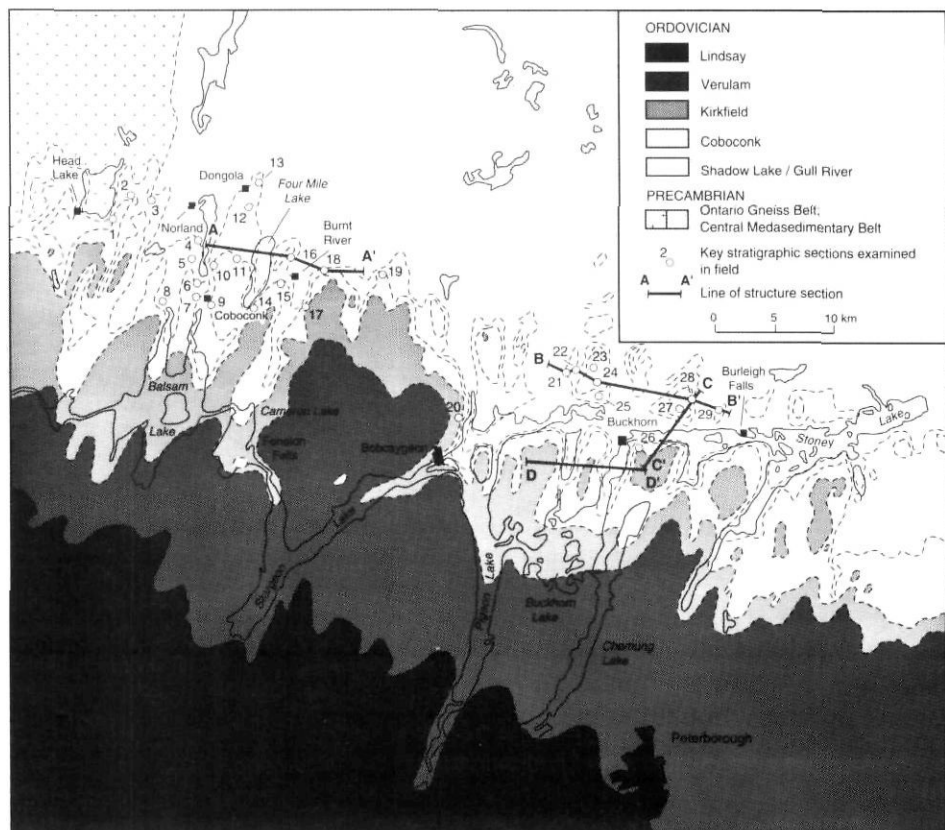 ORDOVICIAN
Lindsay
Verulam
Kirkfield
Coboconk
Shadow Lake / Gull River
PRECAMBRIAN
Ontario Gneiss Belt;
Central Medasedimentary Belt
2
Key stratigraphic sections examined
in field
A A'
Line of structure section
0 5 10 km
Head
Lake
1
2
3
Dongola
13
12
Four Mile
Lake
Norland
A
4
5
10
11
Burnt
River
16
18
A'
19
6
7
8
9
Coboconk
14
15
17
Balsam
Lake
Cameron Lake
Fenelon
Falls
20
Bobcaygeon
Sturgeon
Lake
B
22
23
21
24
25
28
C
27
29
B'
Burleigh
Falls
Buckhorn
26
Stoney
Lake
D
C'
D'
Pigeon
Lake
Buckhorn
Lake
Chemung
Lake
Peterborough